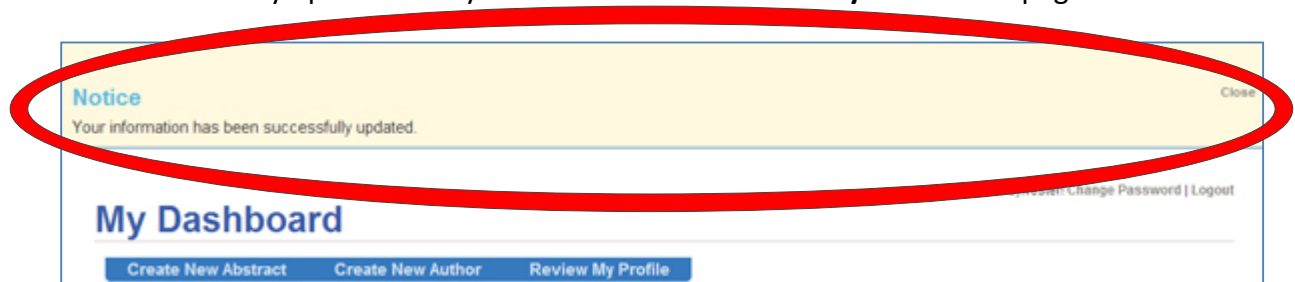 Notice Close
Your information has been successfully updated.
Change Password | Logout
My Dashboard
Create New Abstract Create New Author Review My Profile